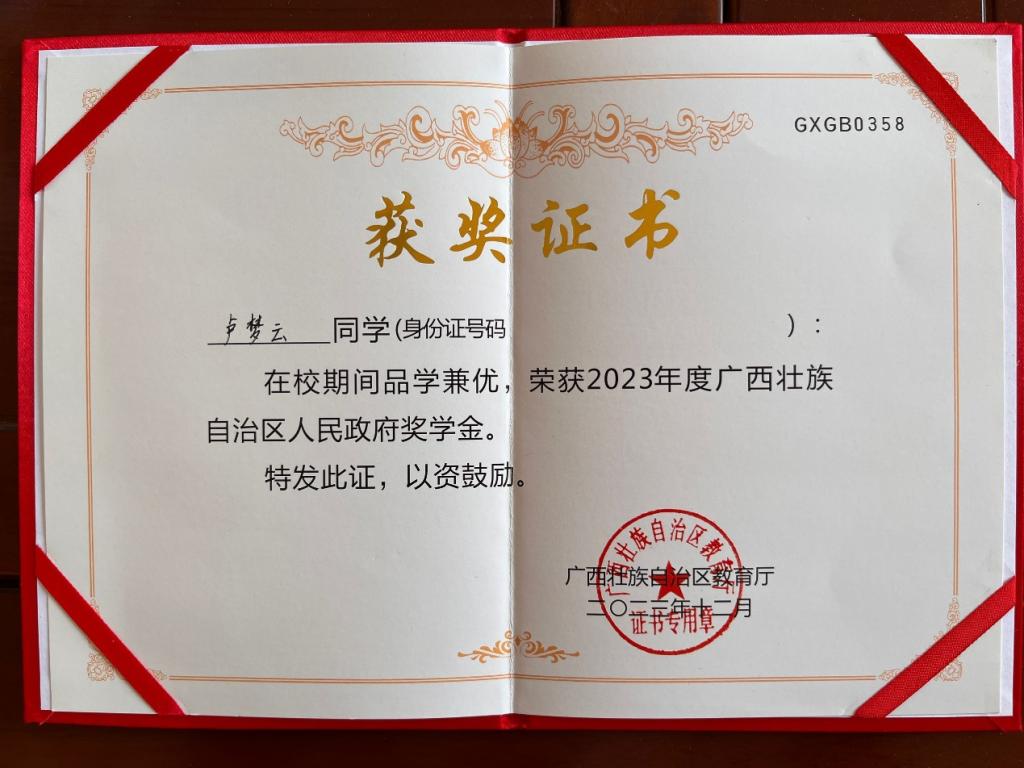 GXGB0358
获奖证书
卢梦云 同学(身份证号码 ）：
在校期间品学兼优，荣获2023年度广西壮族
自治区人民政府奖学金。
特发此证，以资鼓励。
广西壮族自治区教育厅
二〇二三年十二月
广西壮族自治区教育厅
证书专用章